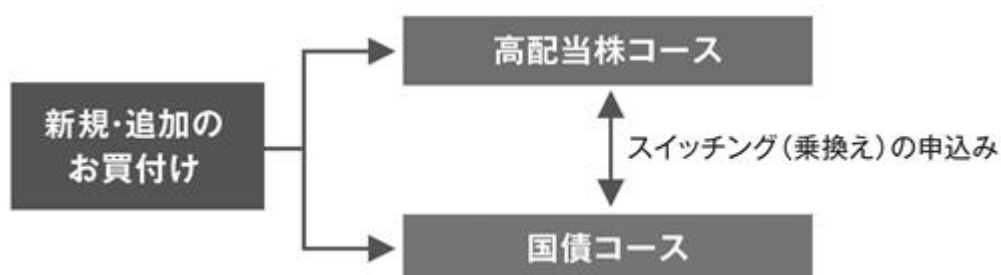 高配当株コース
新規･追加の
お買付け
スイッチング(乗換え)の申込み
国債コース